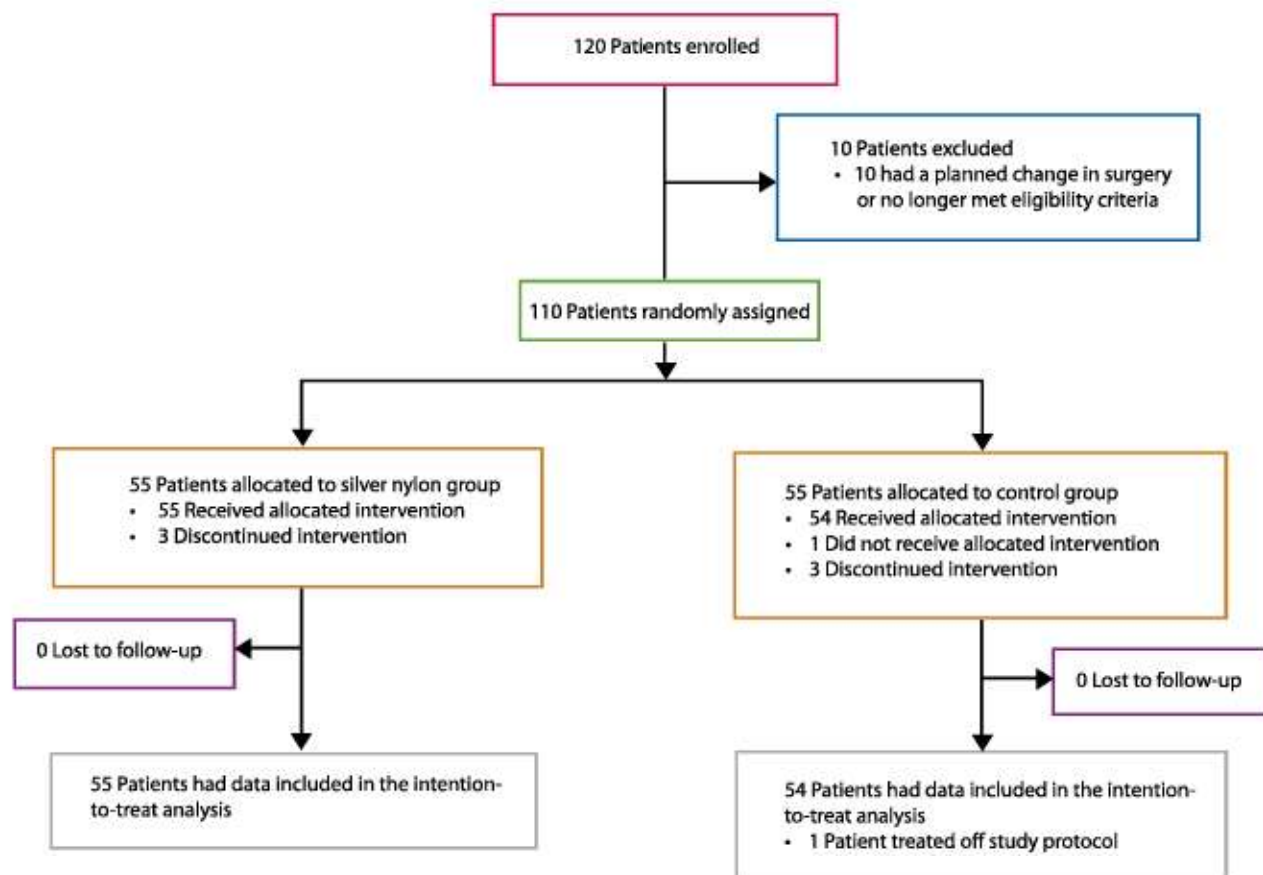 120 Patients enrolled
10 Patients excluded
• 10 had a planned change in surgery
or no longer met eligibility criteria
110 Patients randomly assigned
55 Patients allocated to silver nylon group
• 55 Received allocated intervention
• 3 Discontinued intervention
55 Patients allocated to control group
• 54 Received allocated intervention
• 1 Did not receive allocated intervention
• 3 Discontinued intervention
0 Lost to follow-up
0 Lost to follow-up
55 Patients had data included in the intention-
to-treat analysis
54 Patients had data included in the intention-
to-treat analysis
• 1 Patient treated off study protocol